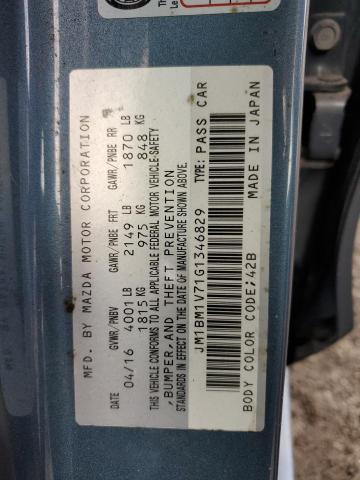 MFD. BY MAZDA MOTOR CORPORATION
DATE GVWR/PNBV GAWR/PNBE FRT GAWR/PNBE RR
04/16 4001 LB 2149 LB 1870 LB
1815 KG 975 KG 848 KG
THIS VEHICLE CONFORMS TO ALL APPLICABLE FEDERAL MOTOR VEHICLE-SAFETY
,BUMPER,AND THEFT PREVENTION
STANDARDS IN EFFECT ON THE DATE OF MANUFACTURE SHOWN ABOVE.
JM1BM1V71G1346829 TYPE: PASS CAR
BODY COLOR CODE;42B MADE IN JAPAN